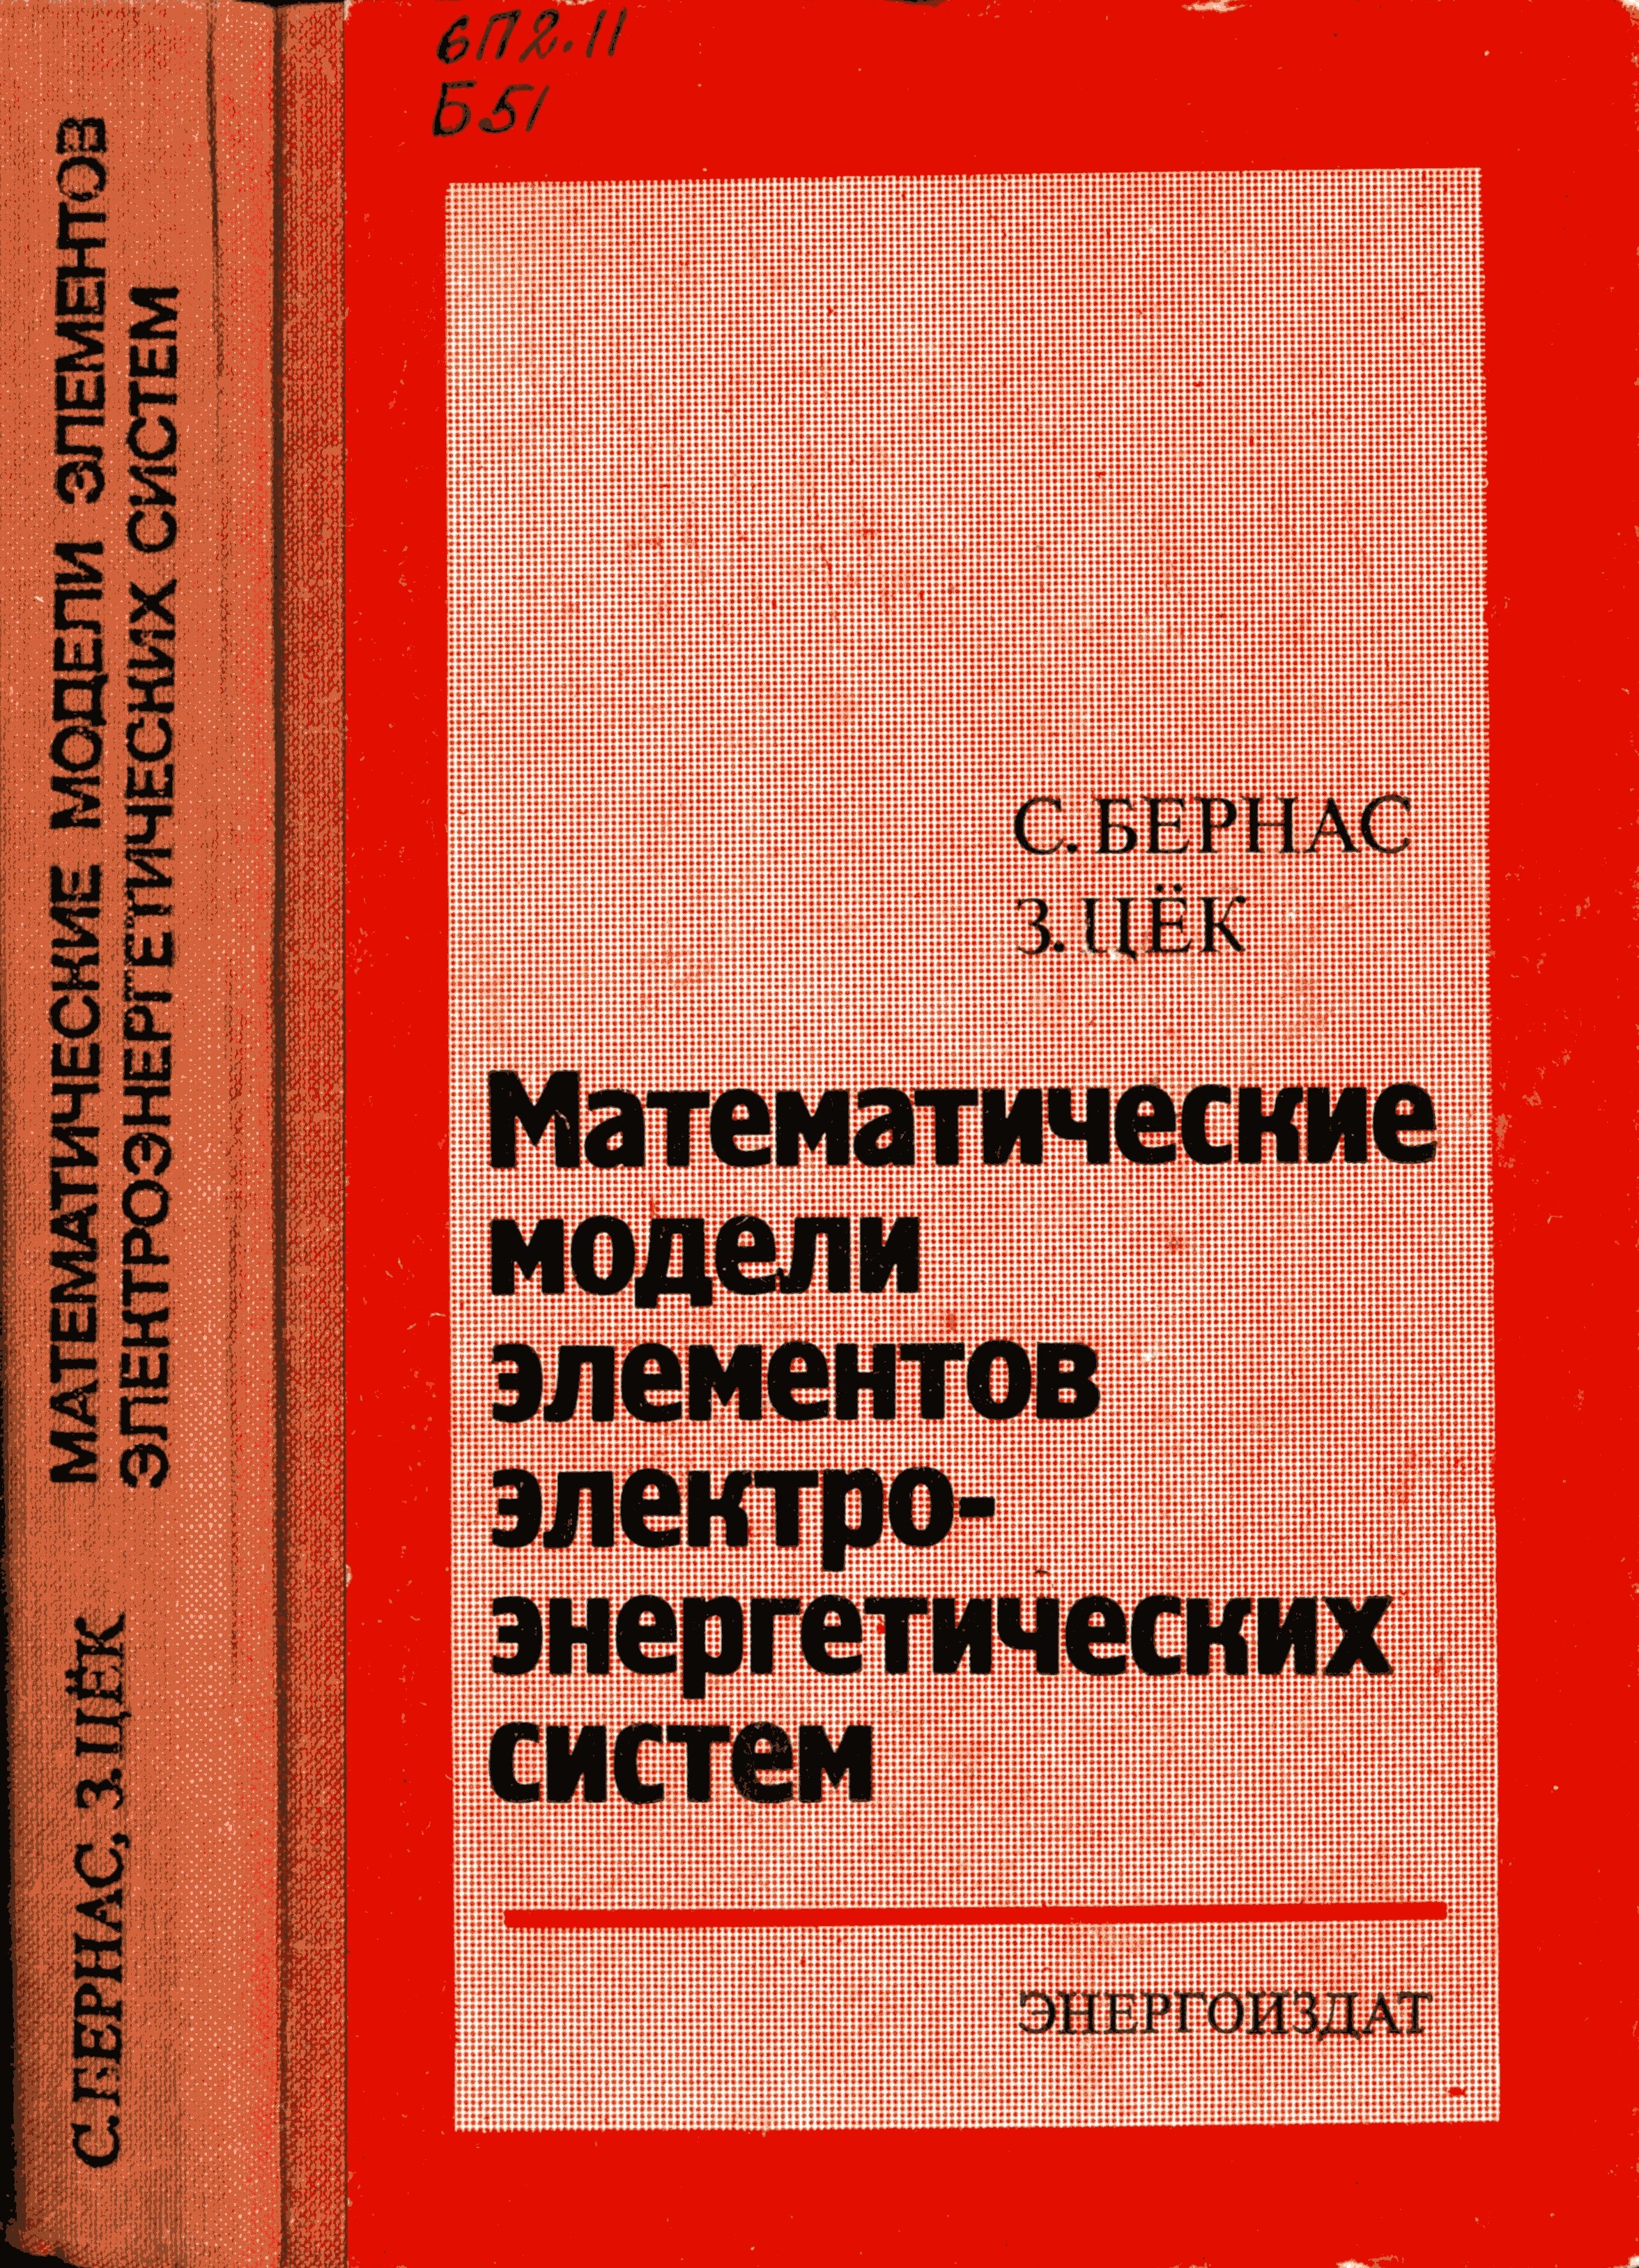 6П2.11
Б51
С. БЕРНАС
З. ЦЁК
Математические
модели
элементов
электро-
энергетических
систем
ЭНЕРГОИЗДАТ
С. БЕРНАС, З. ЦЁК
МАТЕМАТИЧЕСКИЕ МОДЕЛИ ЭЛЕМЕНТОВ
ЭЛЕКТРОЭНЕРГЕТИЧЕСКИХ СИСТЕМ